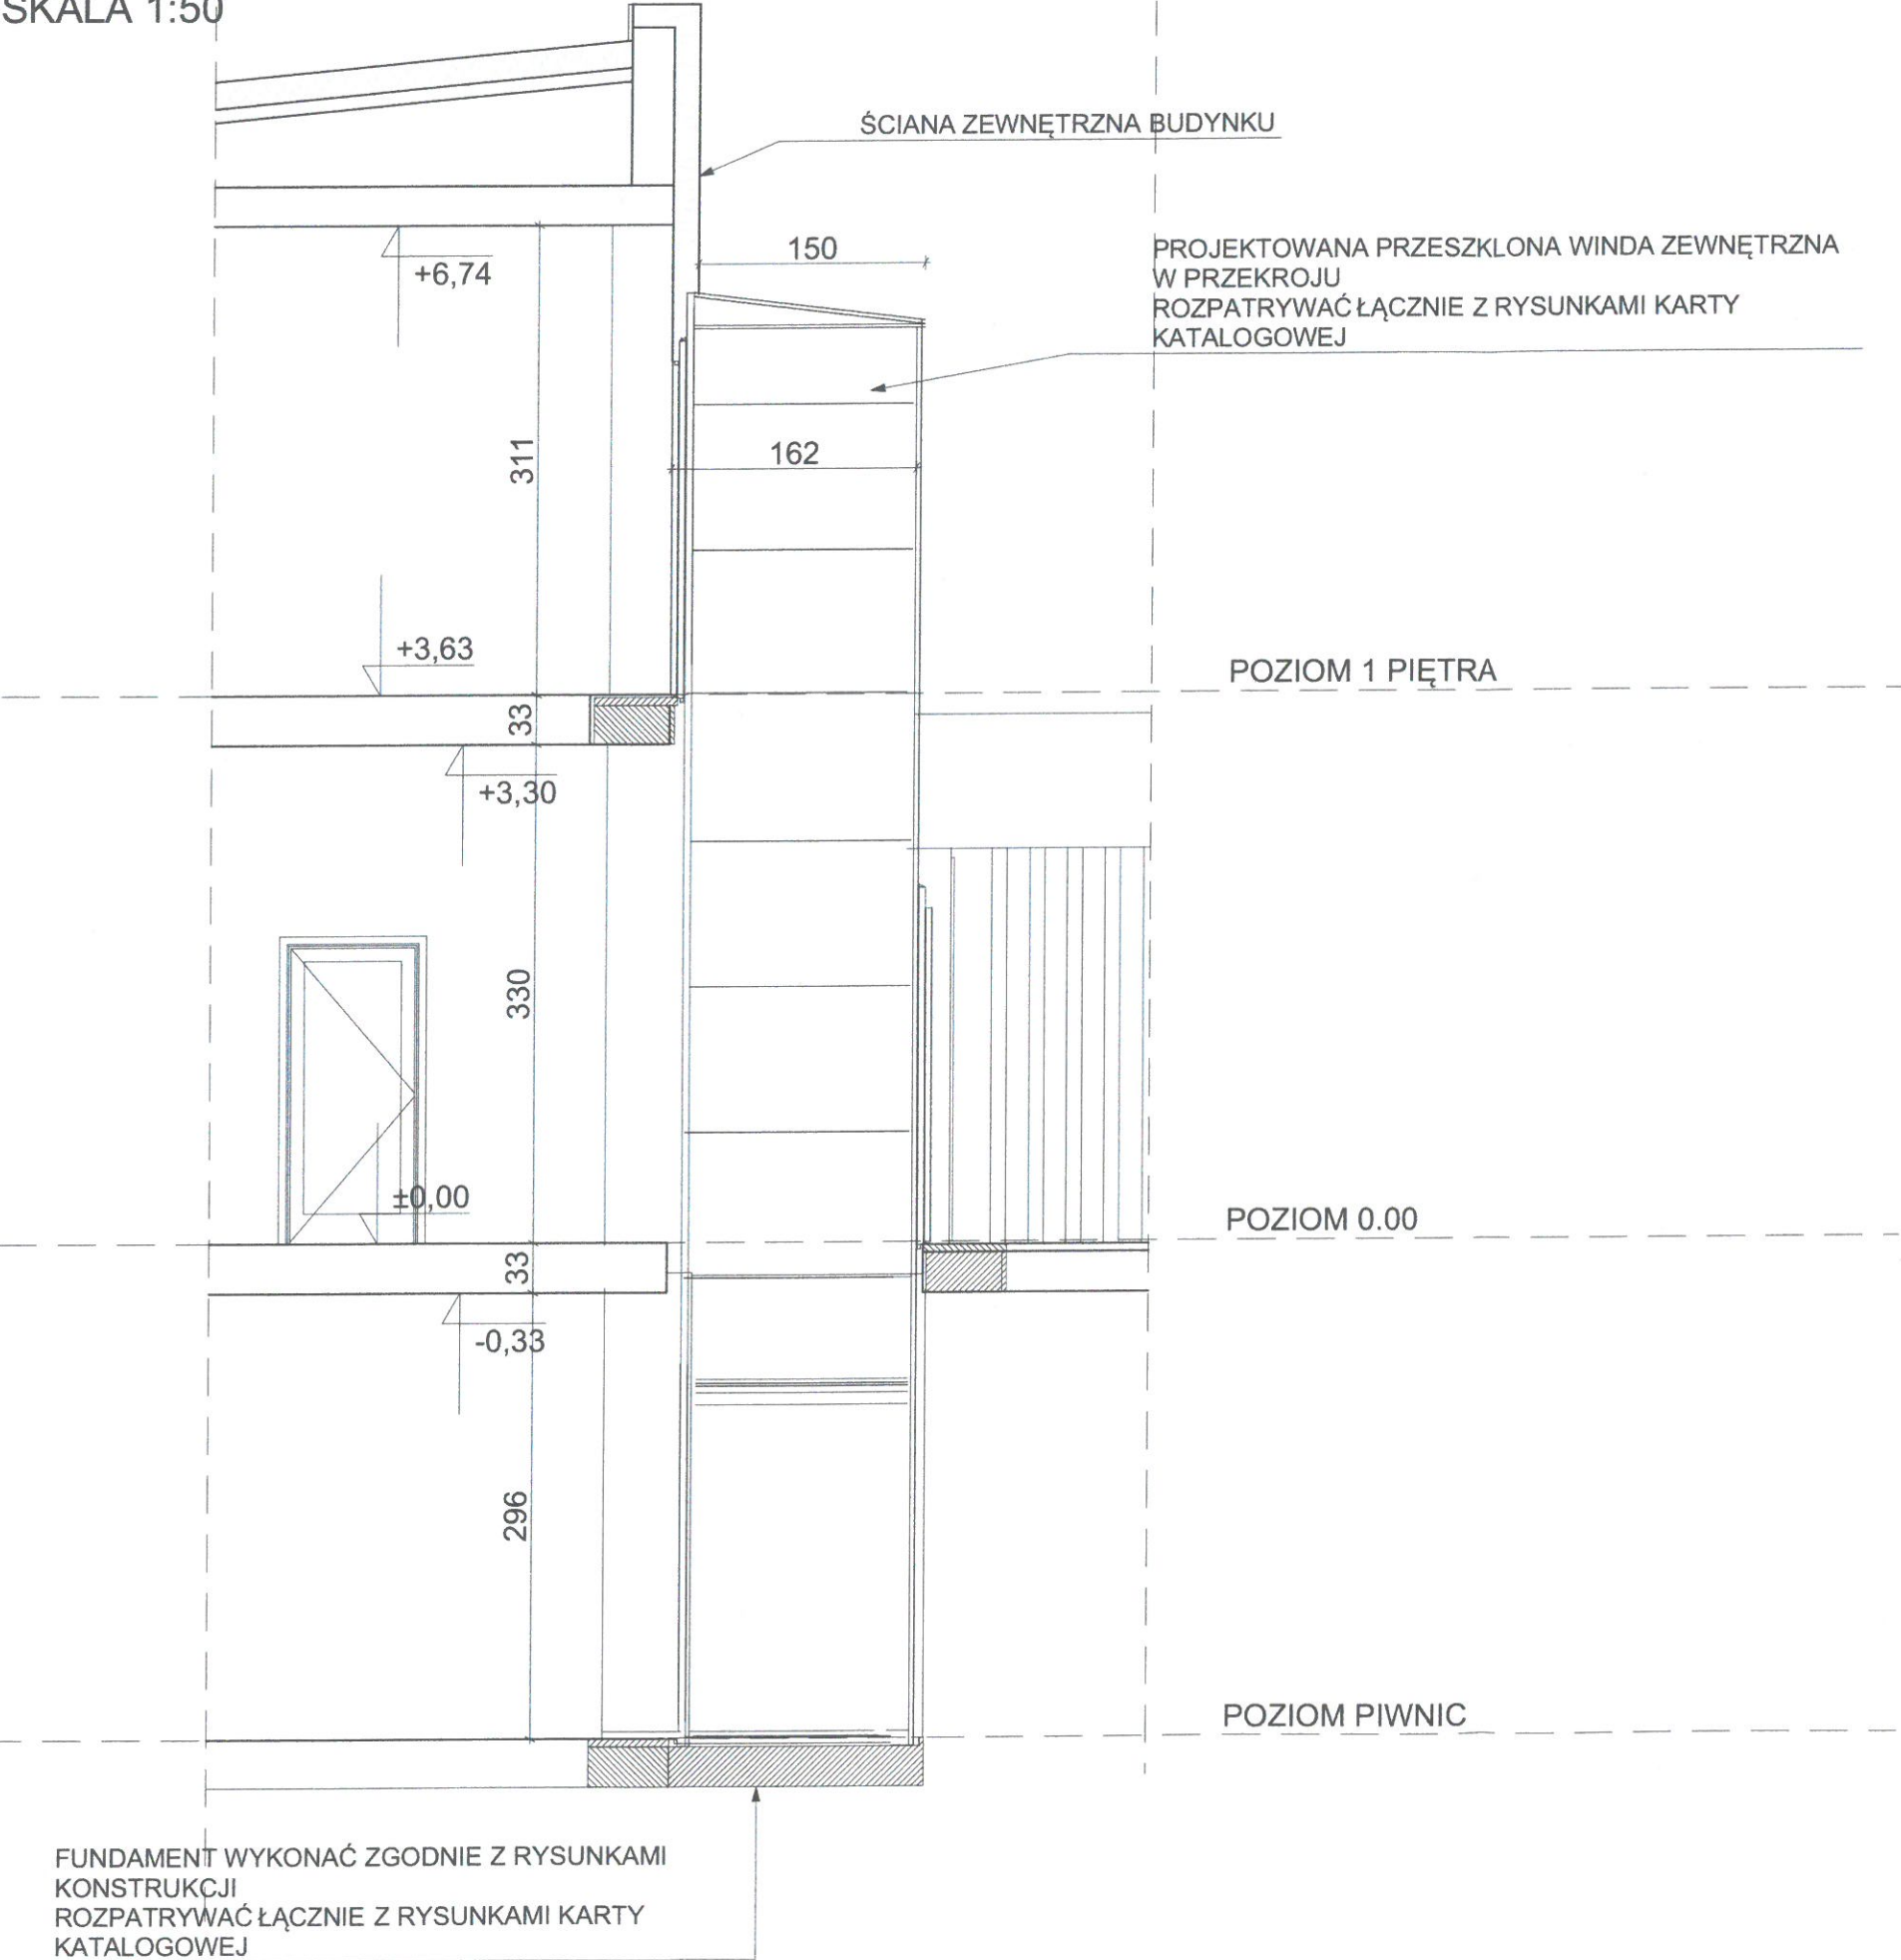 SKALA 1:50
ŚCIANA ZEWNĘTRZNA BUDYNKU
150
PROJEKTOWANA PRZESZKLONA WINDA ZEWNĘTRZNA
W PRZEKROJU
ROZPATRYWAĆ ŁĄCZNIE Z RYSUNKAMI KARTY
KATALOGOWEJ
+6,74
311
162
+3,63
POZIOM 1 PIĘTRA
33
+3,30
330
±0,00
POZIOM 0.00
33
-0,33
296
POZIOM PIWNIC
FUNDAMENT WYKONAĆ ZGODNIE Z RYSUNKAMI
KONSTRUKCJI
ROZPATRYWAĆ ŁĄCZNIE Z RYSUNKAMI KARTY
KATALOGOWEJ